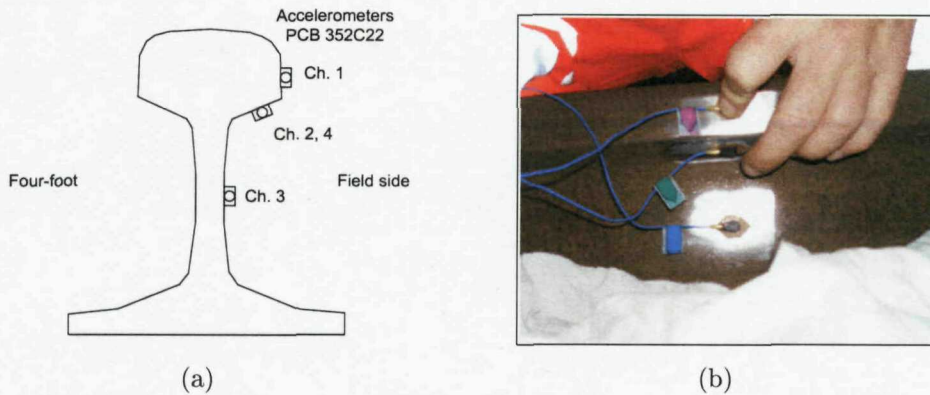 Accelerometers
PCB 352C22
Ch. 1
Ch. 2, 4
Four-foot
Field side
Ch. 3
(a)
(b)